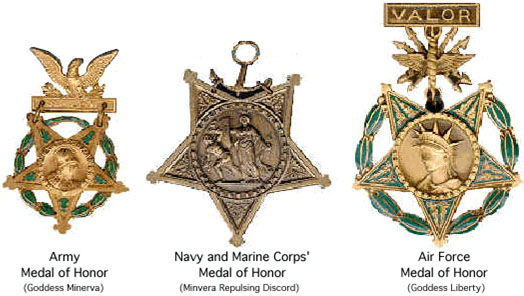 VALOR
Army
Medal of Honor
(Goddess Minerva)
Navy and Marine Corps'
Medal of Honor
(Minvera Repulsing Discord)
Air Force
Medal of Honor
(Goddess Liberty)